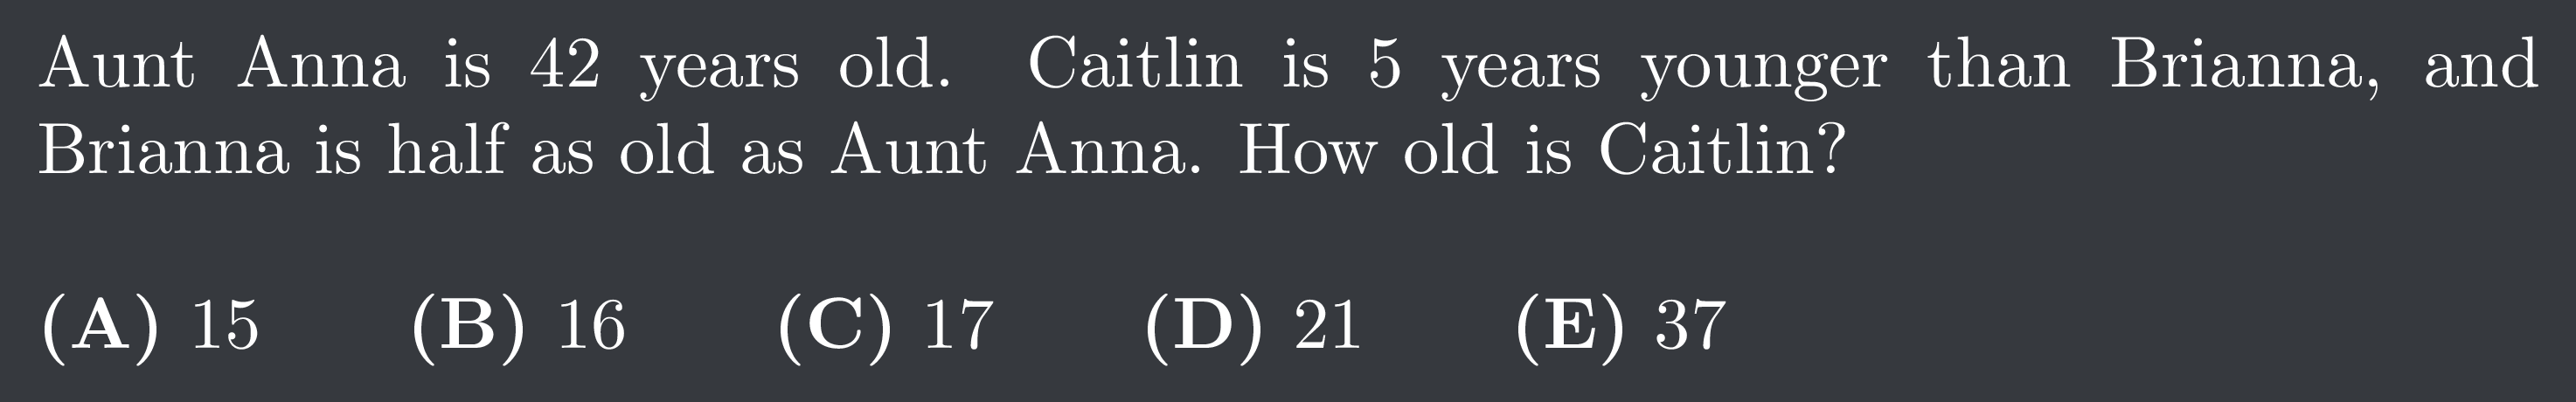 Aunt Anna is 42 years old. Caitlin is 5 years younger than Brianna, and
Brianna is half as old as Aunt Anna. How old is Caitlin?
(A) 15 (B) 16 (C) 17 (D) 21 (E) 37